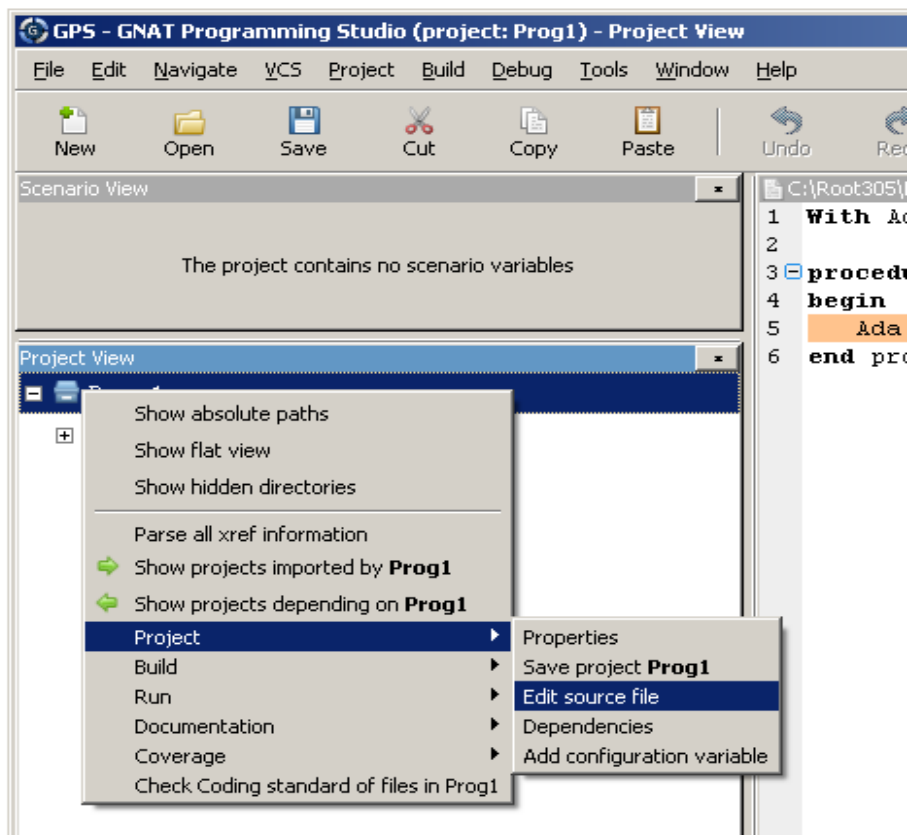 GPS - GNAT Programming Studio (project: Prog1) - Project View
File Edit Navigate VCS Project Build Debug Tools Window Help
New Open Save Cut Copy Paste Undo
Scenario View
The project contains no scenario variables
Project View
Show absolute paths
Show flat view
Show hidden directories
Parse all xref information
Show projects imported by Prog1
Show projects depending on Prog1
Project
Build
Run
Documentation
Coverage
Check Coding standard of files in Prog1
Properties
Save project Prog1
Edit source file
Dependencies
Add configuration variable
C:\Root305\
1 With
2
3
4 begin
5 Ada
6 end